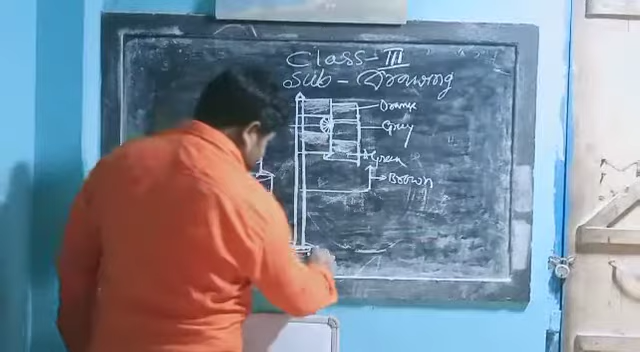 Class - III
Sub - Drawing
Orange
Grey
Green
Brown